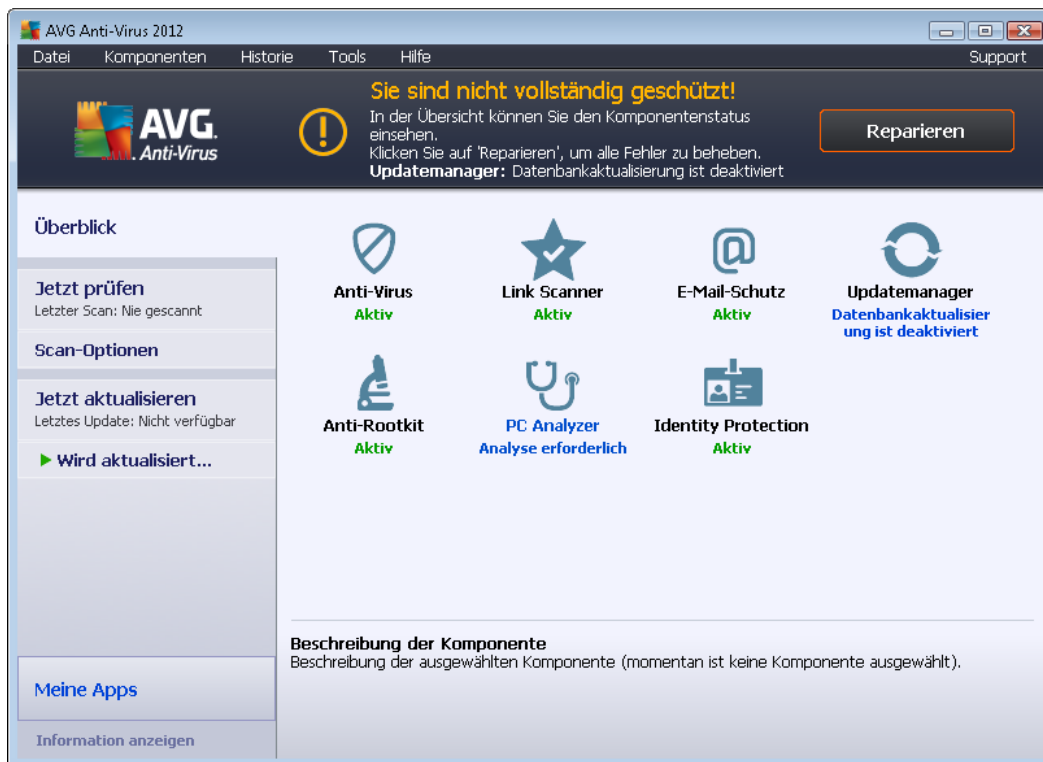 AVG Anti-Virus 2012
Datei Komponenten Historie Tools Hilfe Support
AVG.
Anti-Virus
Sie sind nicht vollständig geschützt!
In der Übersicht können Sie den Komponentenstatus
einsehen.
Klicken Sie auf 'Reparieren', um alle Fehler zu beheben.
Updatemanager: Datenbankaktualisierung ist deaktiviert
Reparieren
Überblick
Jetzt prüfen
Letzter Scan: Nie gescannt
Scan-Optionen
Jetzt aktualisieren
Letztes Update: Nicht verfügbar
Wird aktualisiert...
Meine Apps
Information anzeigen
Anti-Virus
Aktiv
Link Scanner
Aktiv
E-Mail-Schutz
Aktiv
Updatemanager
Datenbankaktualisier
ung ist deaktiviert
Anti-Rootkit
Aktiv
PC Analyzer
Analyse erforderlich
Identity Protection
Aktiv
Beschreibung der Komponente
Beschreibung der ausgewählten Komponente (momentan ist keine Komponente ausgewählt).